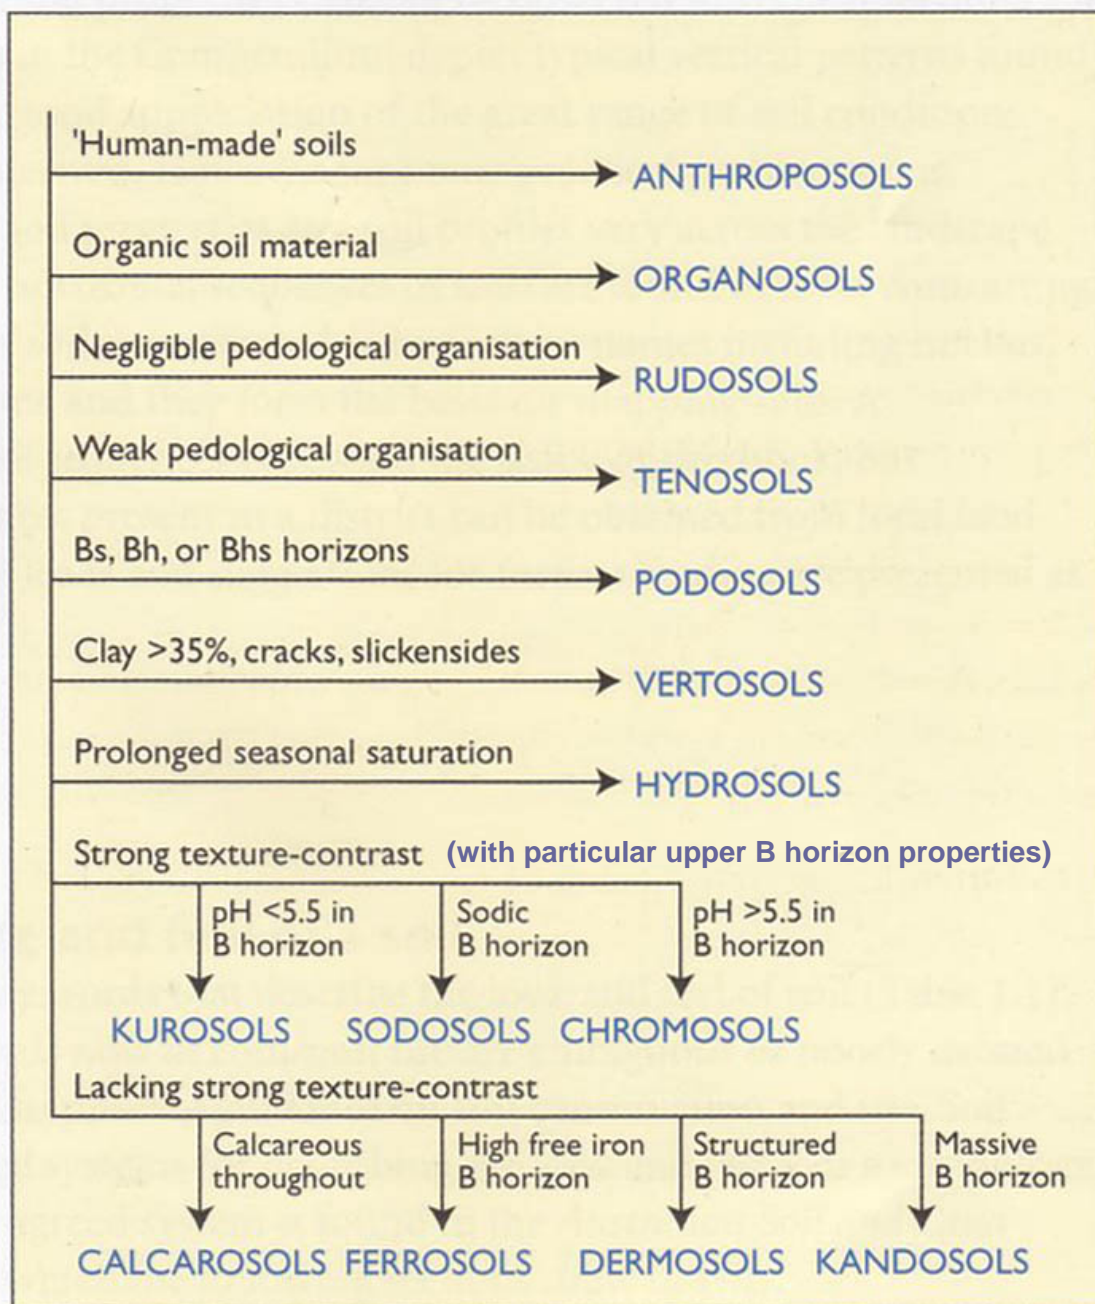 'Human-made' soils
ANTHROPOSOLS
Organic soil material
ORGANOSOLS
Negligible pedological organisation
RUDOSOLS
Weak pedological organisation
TENOSOLS
Bs, Bh, or Bhs horizons
PODOSOLS
Clay >35%, cracks, slickensides
VERTOSOLS
Prolonged seasonal saturation
HYDROSOLS
Strong texture-contrast (with particular upper B horizon properties)
pH <5.5 in
B horizon
KUROSOLS
Sodic
B horizon
SODOSOLS
pH >5.5 in
B horizon
CHROMOSOLS
Lacking strong texture-contrast
Calcareous
throughout
CALCAROSOLS
High free iron
B horizon
FERROSOLS
Structured
B horizon
DERMOSOLS
Massive
B horizon
KANDOSOLS